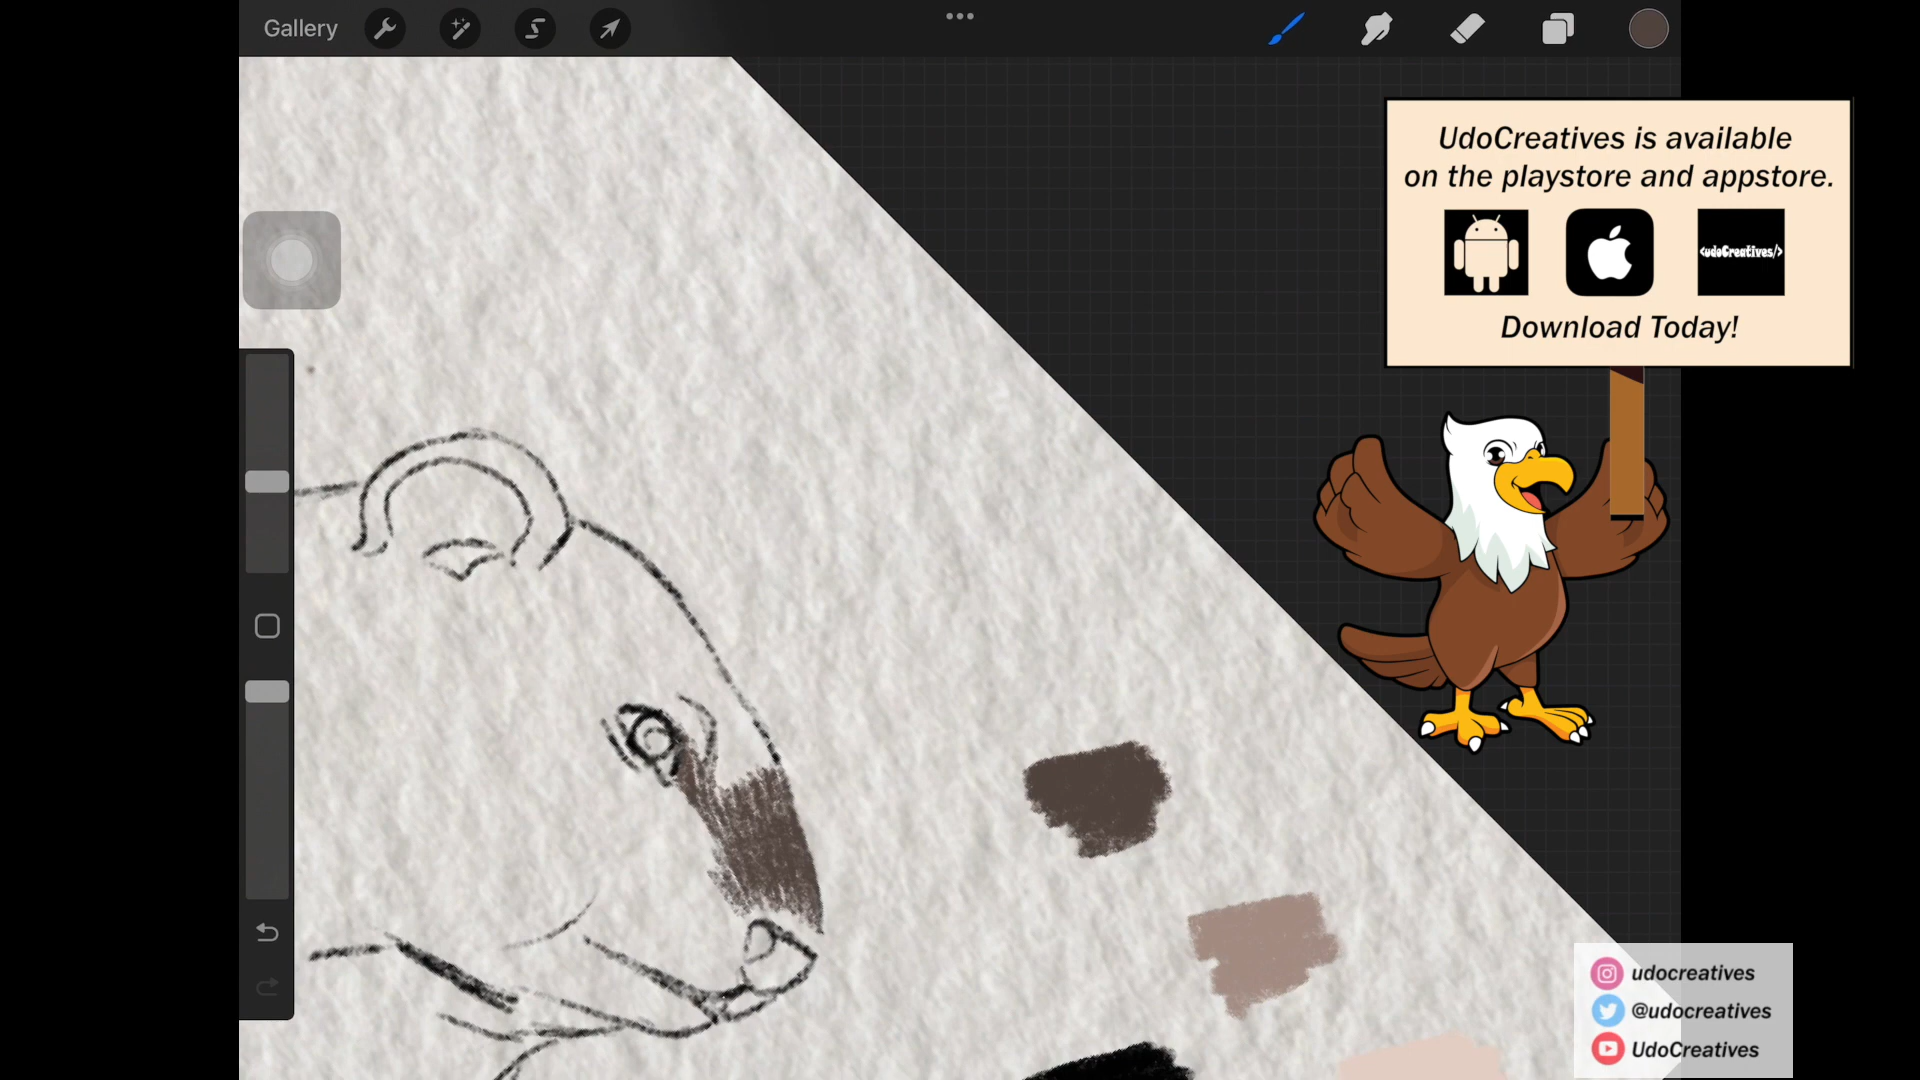 Gallery
UdoCreatives is available
on the playstore and appstore.
<udoCreatives/>
Download Today!
udocreatives
@udocreatives
UdoCreatives